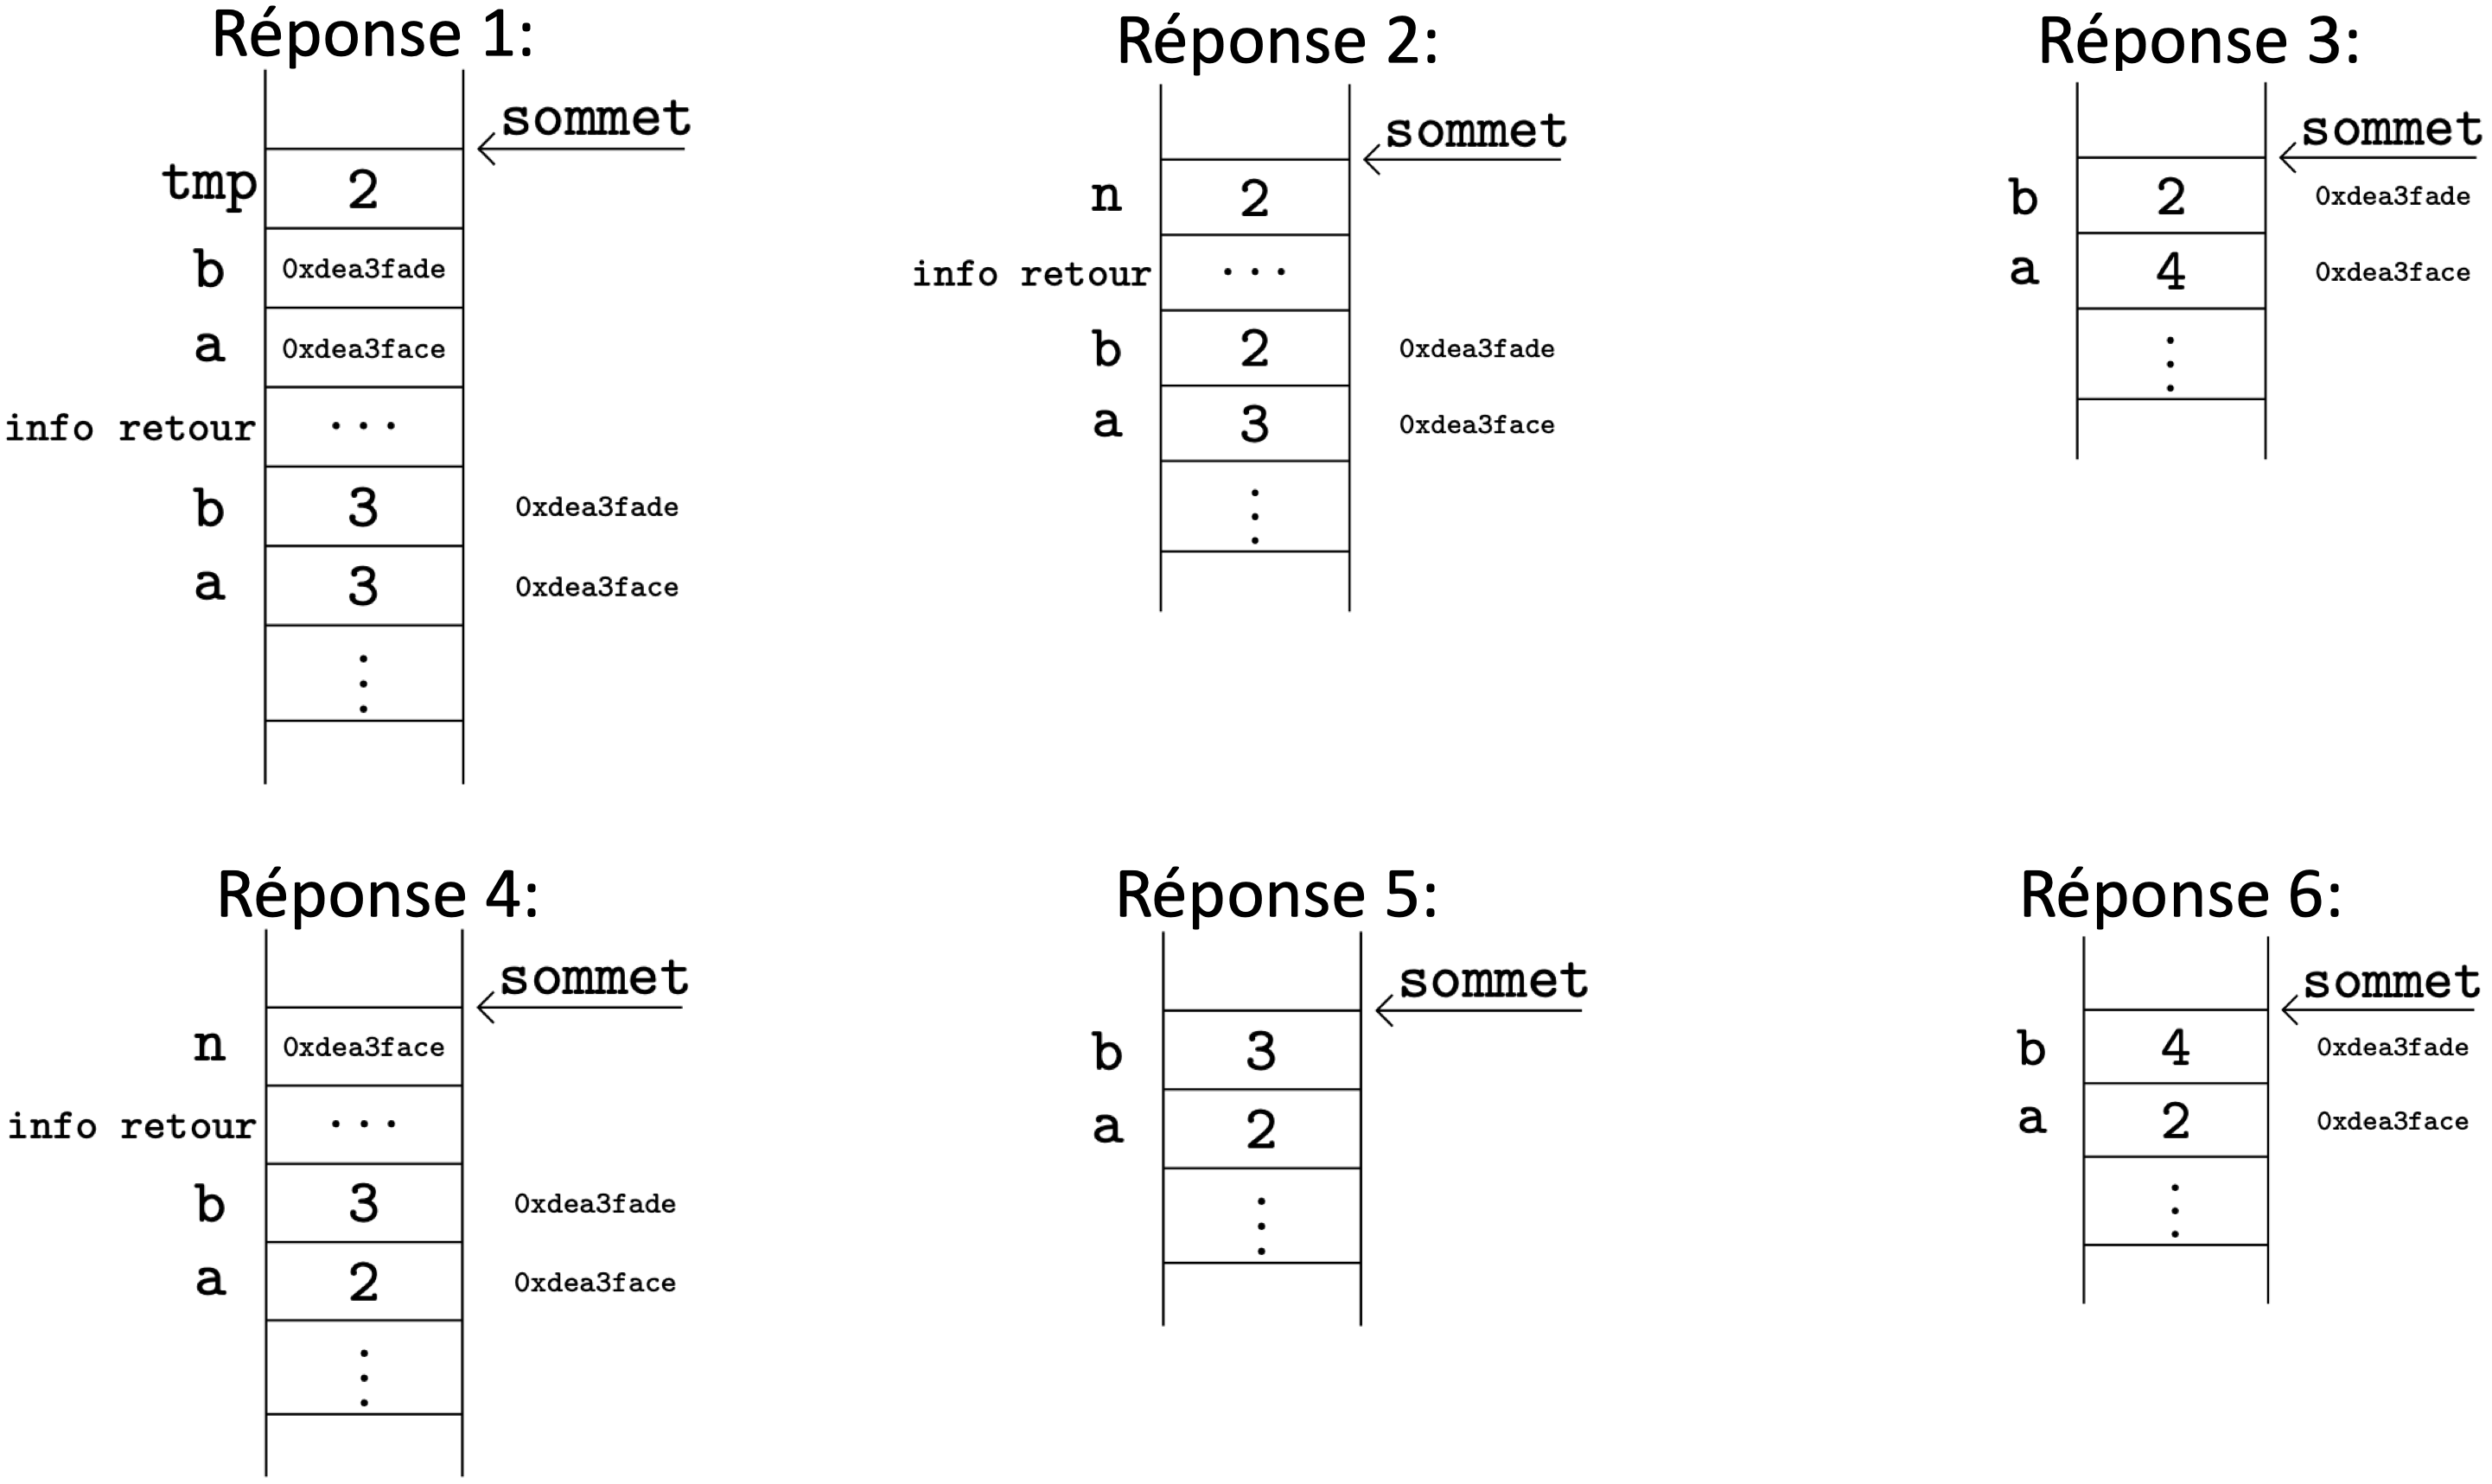 Réponse 1:
sommet
tmp 2
b 0xdea3fade
a 0xdea3face
info retour ...
b 3 0xdea3fade
a 3 0xdea3face
Réponse 2:
sommet
n 2
info retour ...
b 2 0xdea3fade
a 3 0xdea3face
Réponse 3:
sommet
b 2 0xdea3fade
a 4 0xdea3face
Réponse 4:
sommet
n 0xdea3face
info retour ...
b 3 0xdea3fade
a 2 0xdea3face
Réponse 5:
sommet
b 3
a 2
Réponse 6:
sommet
b 4 0xdea3fade
a 2 0xdea3face